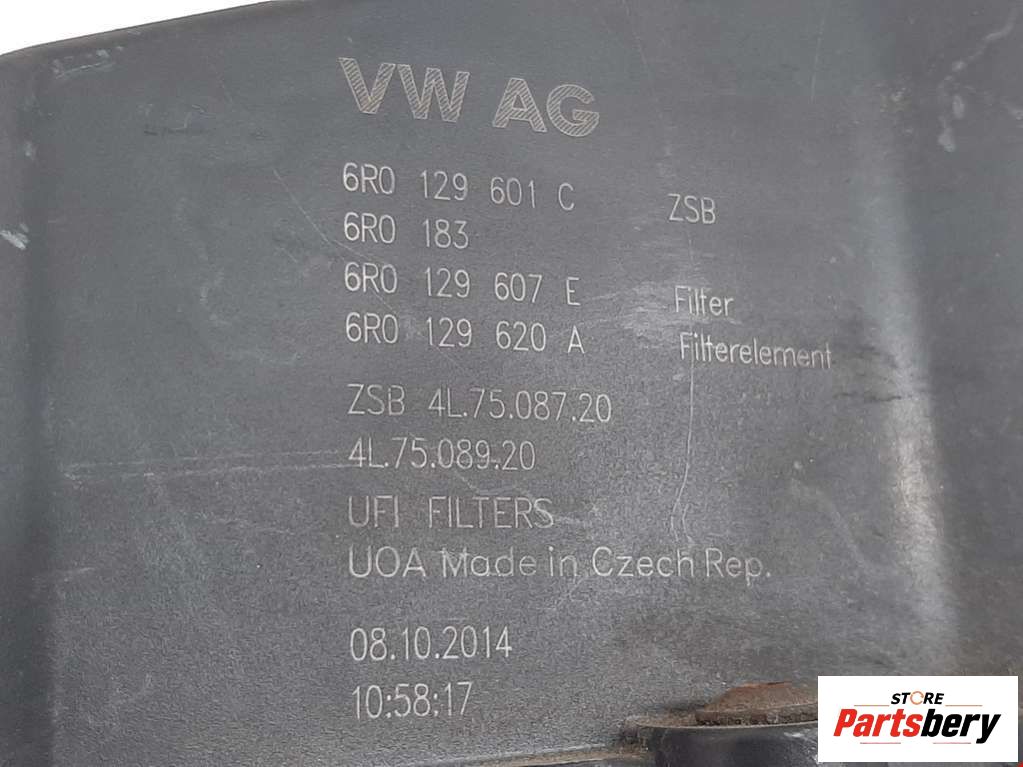 VW AG
6R0 129 601 C ZSB
6R0 183
6R0 129 607 E Filter
6R0 129 620 A Filterelement
ZSB 4L.75.087.20
4L.75.089.20
UFI FILTERS
UOA Made in Czech Rep.
08.10.2014
10:58:17
STORE
Partsbery